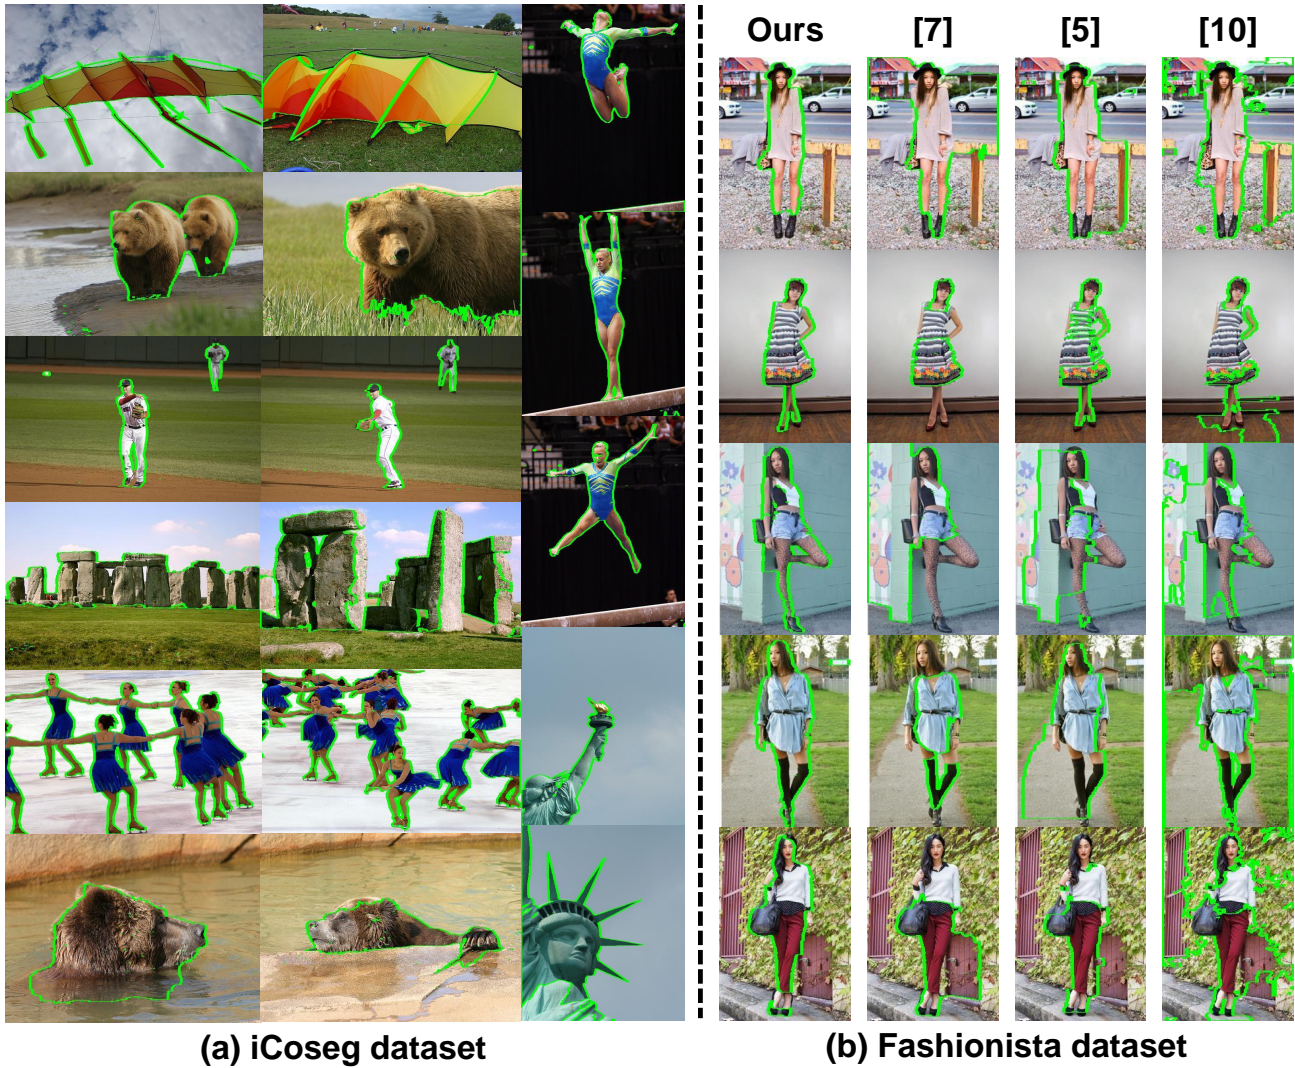 Ours [7] [5] [10]
(a) iCoseg dataset
(b) Fashionista dataset